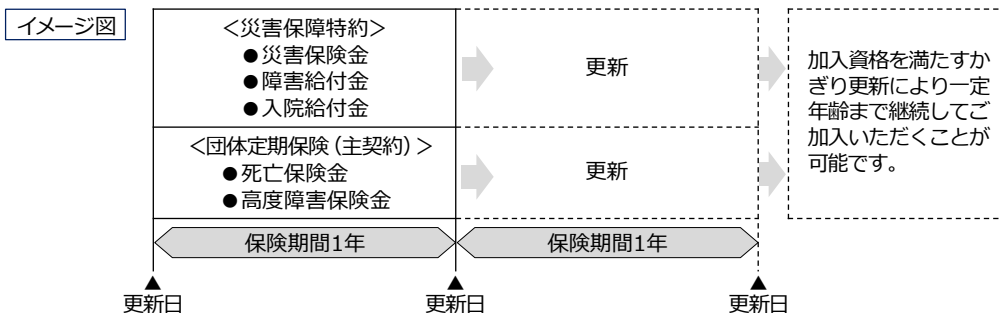 イメージ図
＜災害保障特約＞
●災害保険金
●障害給付金
●入院給付金
更新
加入資格を満たすか
ぎり更新により一定
年齢まで継続してご
加入いただくことが
可能です。
＜団体定期保険（主契約）＞
●死亡保険金
●高度障害保険金
更新
保険期間1年
保険期間1年
▲
▲
▲
更新日
更新日
更新日